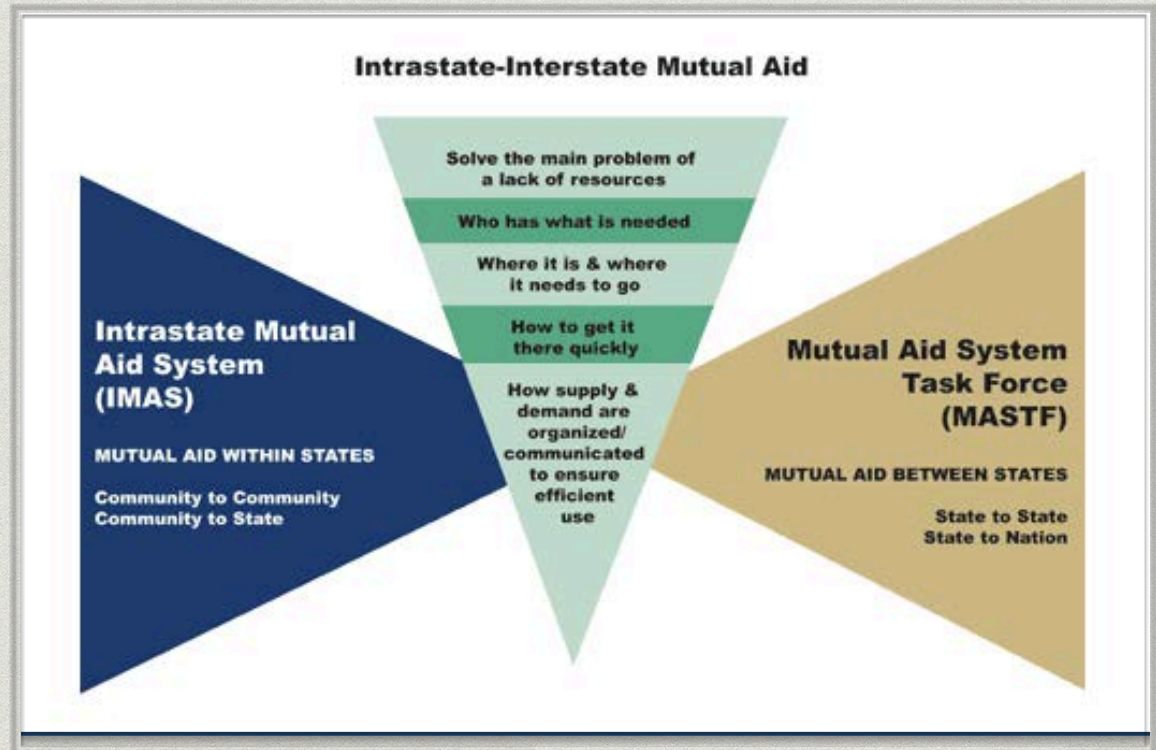 Intrastate-Interstate Mutual Aid
Solve the main problem of
a lack of resources
Who has what is needed
Where it is & where
it needs to go
How to get it
there quickly
How supply &
demand are
organized/
communicated
to ensure
efficient
use
Intrastate Mutual
Aid System
(IMAS)
MUTUAL AID WITHIN STATES
Community to Community
Community to State
Mutual Aid System
Task Force
(MASTF)
MUTUAL AID BETWEEN STATES
State to State
State to Nation